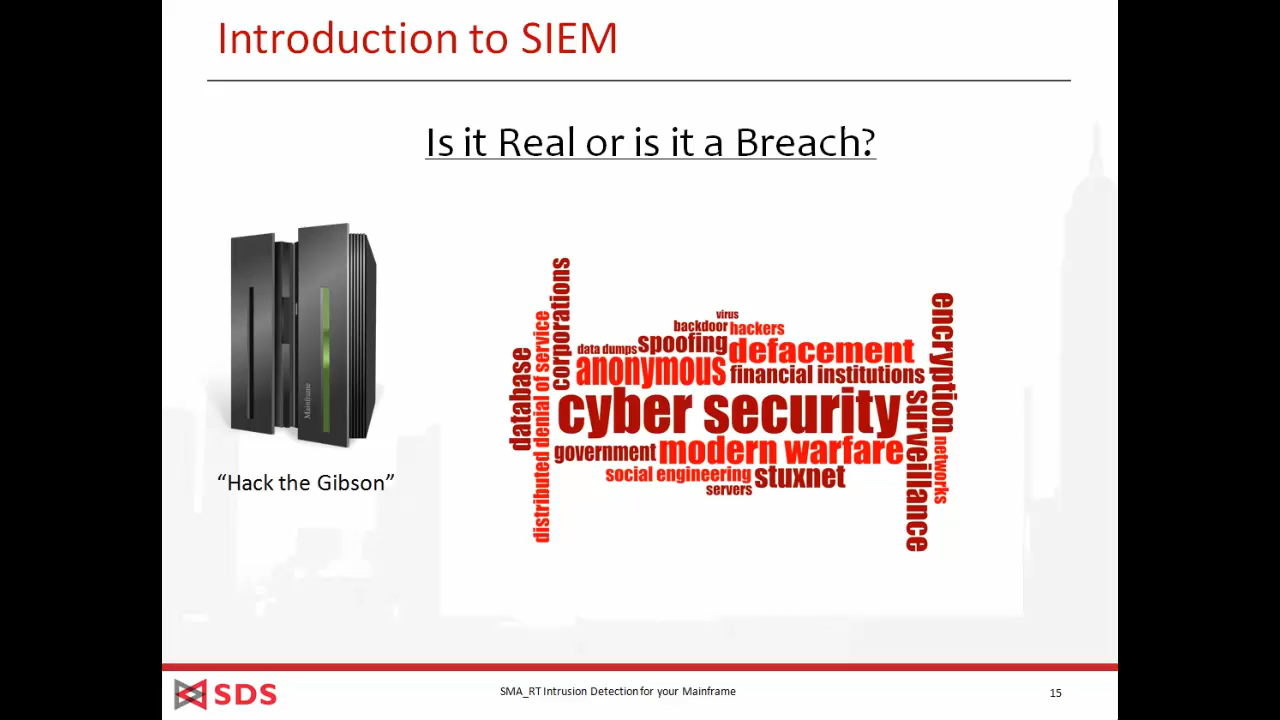 Introduction to SIEM
Is it Real or is it a Breach?
Mainframe
"Hack the Gibson"
corporations
database
distributed denial of service
virus
backdoor
hackers
data dumps
spoofing
defacement
anonymous
financial institutions
cyber security
government
modern warfare
social engineering
stuxnet
servers
encryption
surveillance
networks
SDS
SMA_RT Intrusion Detection for your Mainframe
15